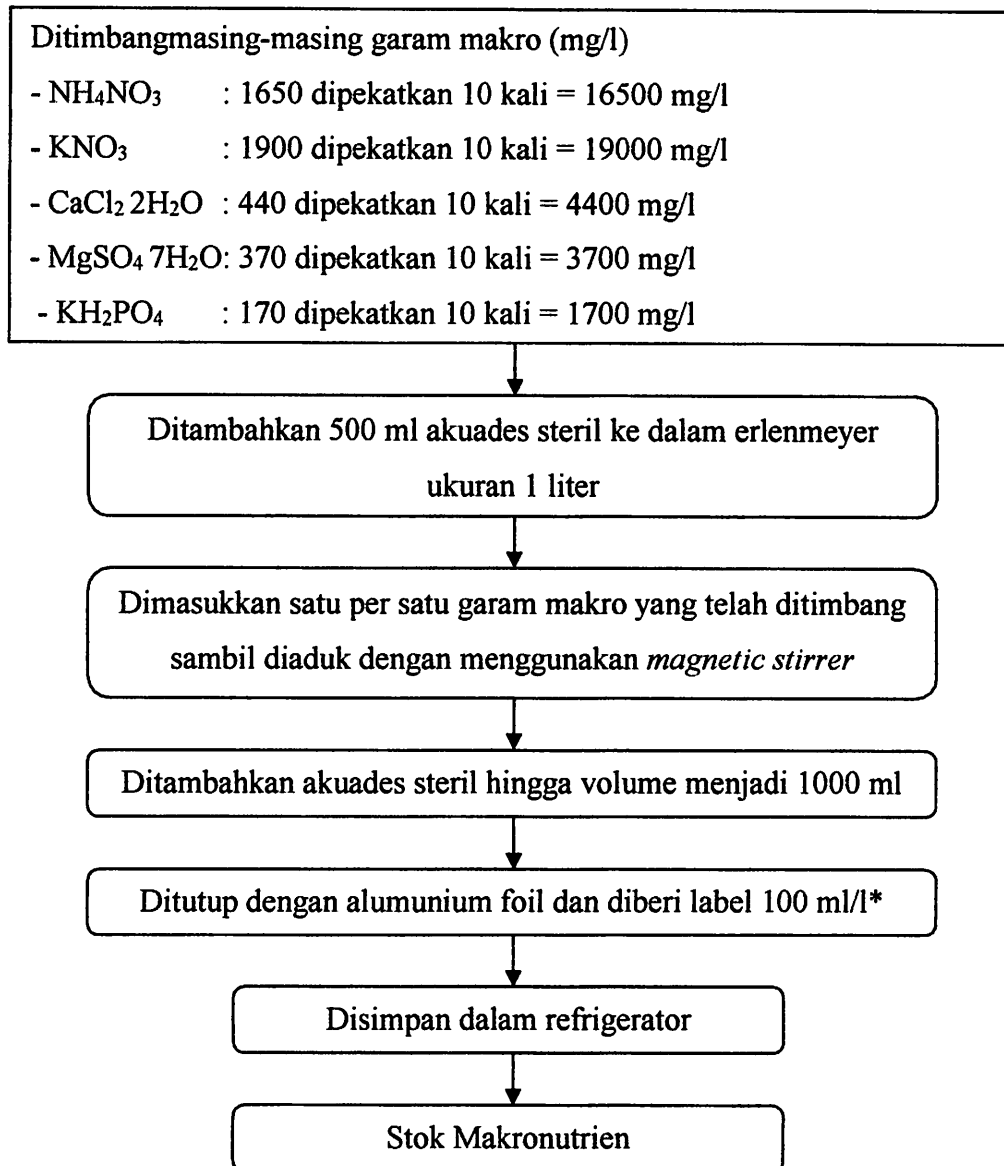 Ditimbangmasing-masing garam makro (mg/l)
- NH₄NO₃ : 1650 dipekatkan 10 kali = 16500 mg/l
- KNO₃ : 1900 dipekatkan 10 kali = 19000 mg/l
- CaCl₂ 2H₂O : 440 dipekatkan 10 kali = 4400 mg/l
- MgSO₄ 7H₂O: 370 dipekatkan 10 kali = 3700 mg/l
- KH₂PO₄ : 170 dipekatkan 10 kali = 1700 mg/l
Ditambahkan 500 ml akuades steril ke dalam erlenmeyer
ukuran 1 liter
Dimasukkan satu per satu garam makro yang telah ditimbang
sambil diaduk dengan menggunakan magnetic stirrer
Ditambahkan akuades steril hingga volume menjadi 1000 ml
Ditutup dengan alumunium foil dan diberi label 100 ml/l*
Disimpan dalam refrigerator
Stok Makronutrien